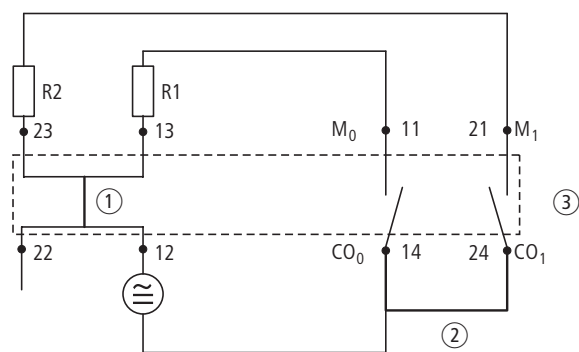 R2 R1
23 13 M₀ 11 21 M₁
① ③
22 12 CO₀ 14 24 CO₁
②